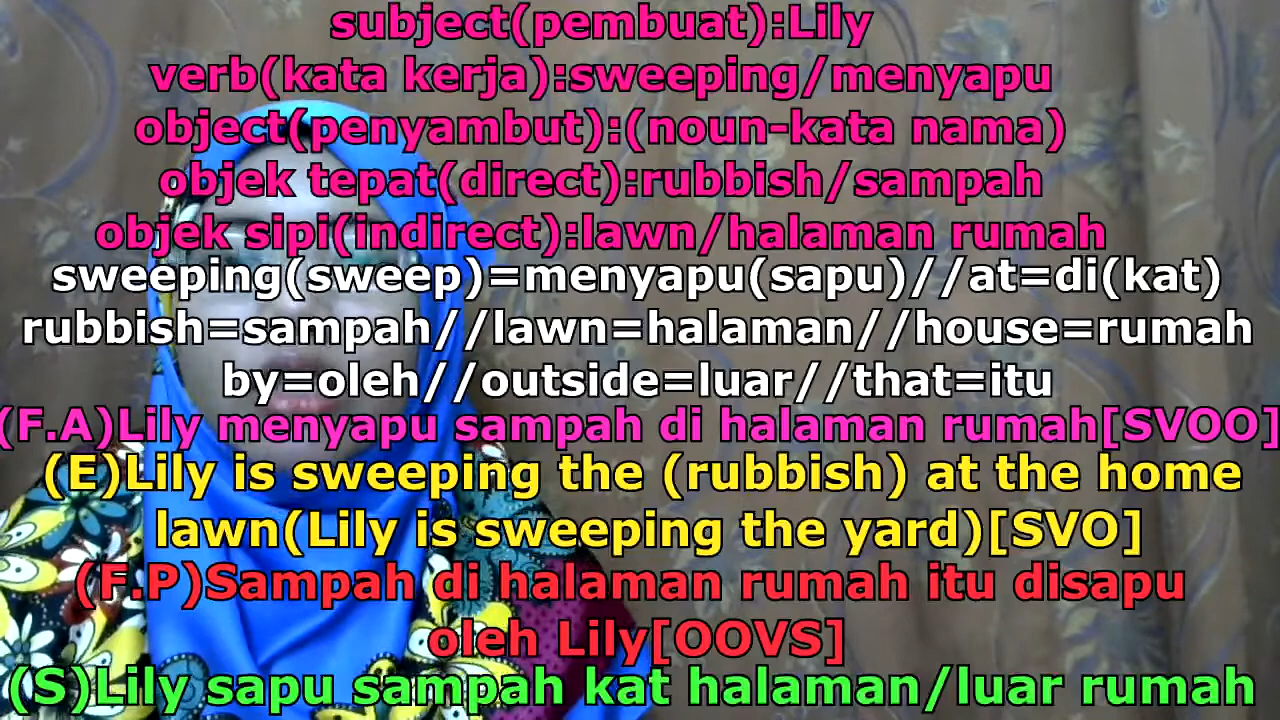 subject(pembuat):Lily
verb(kata kerja):sweeping/menyapu
object(penyambut):(noun-kata nama)
objek tepat(direct):rubbish/sampah
objek sipi(indirect):lawn/halaman rumah
sweeping(sweep)=menyapu(sapu)//at=di(kat)
rubbish=sampah//lawn=halaman//house=rumah
by=oleh//outside=luar//that=itu
(F.A)Lily menyapu sampah di halaman rumah[SVOO]
(E)Lily is sweeping the (rubbish) at the home
lawn(Lily is sweeping the yard)[SVO]
(F.P)Sampah di halaman rumah itu disapu
oleh Lily[OOVS]
(S)Lily sapu sampah kat halaman/luar rumah